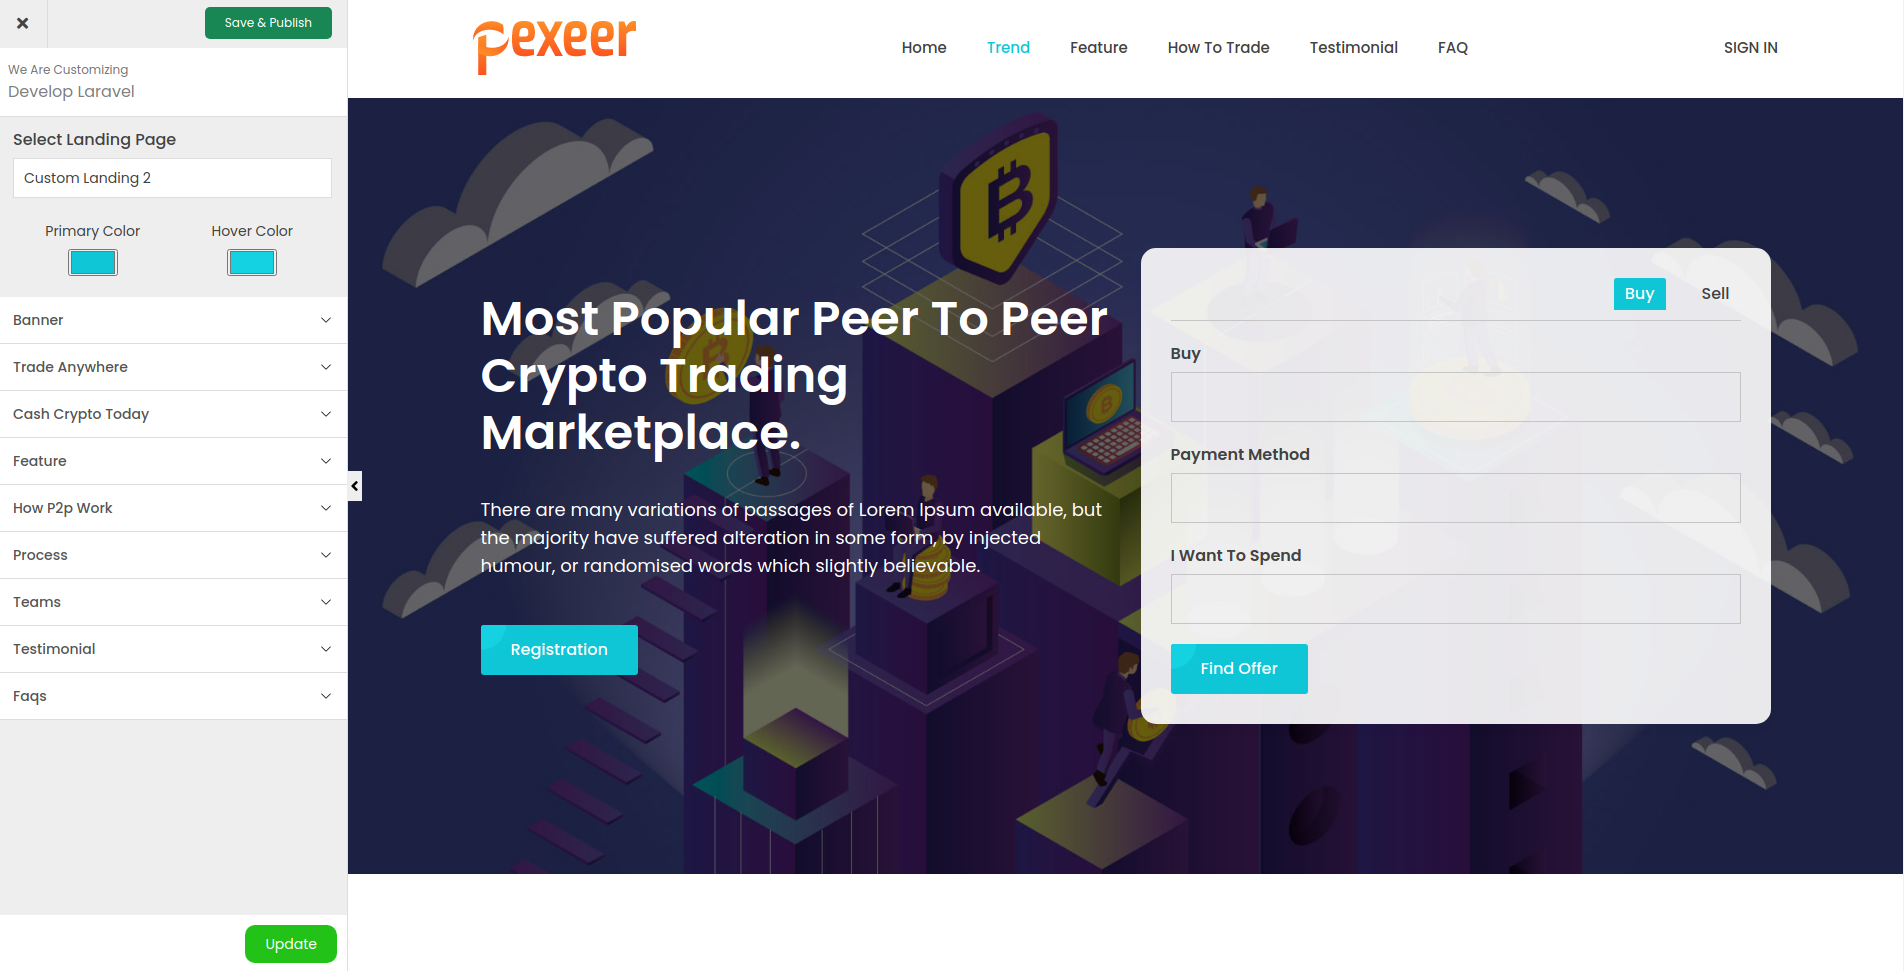 Save & Publish
We Are Customizing
Develop Laravel
Select Landing Page
Custom Landing 2
Primary Color
Hover Color
Banner
Trade Anywhere
Cash Crypto Today
Feature
How P2p Work
Process
Teams
Testimonial
Faqs
Update
pexeer
Home
Trend
Feature
How To Trade
Testimonial
FAQ
SIGN IN
Most Popular Peer To Peer
Crypto Trading
Marketplace.
There are many variations of passages of Lorem Ipsum available, but
the majority have suffered alteration in some form, by injected
humour, or randomised words which slightly believable.
Registration
Buy
Sell
Buy
Payment Method
I Want To Spend
Find Offer